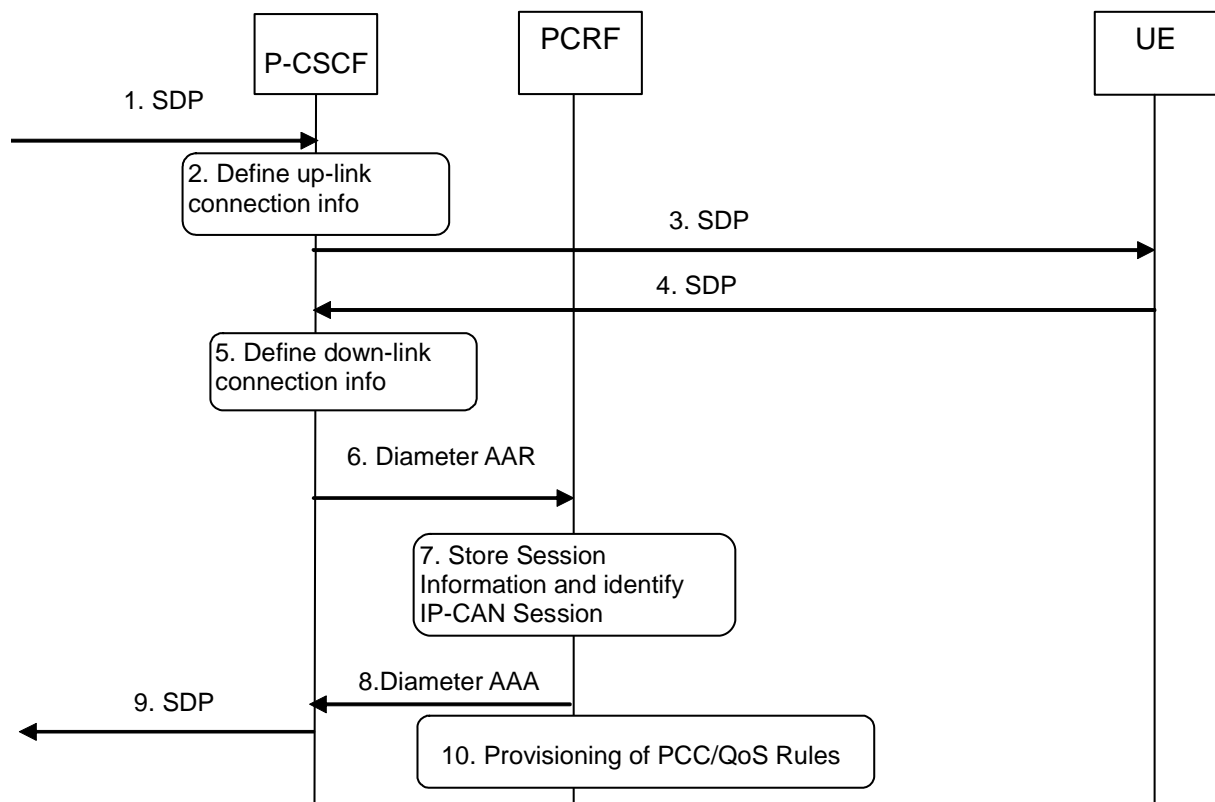 P-CSCF
PCRF
UE
1. SDP
2. Define up-link
connection info
3. SDP
4. SDP
5. Define down-link
connection info
6. Diameter AAR
7. Store Session
Information and identify
IP-CAN Session
8.Diameter AAA
9. SDP
10. Provisioning of PCC/QoS Rules